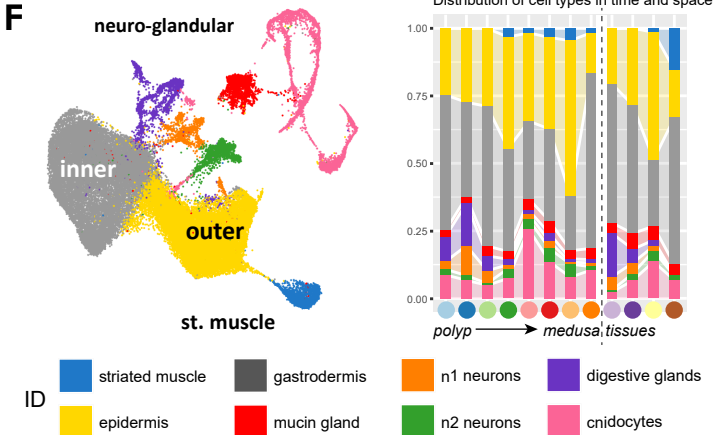 F
neuro-glandular
inner
outer
st. muscle
Distribution of cell types in time and space
1.00
0.75
0.50
0.25
0.00
polyp medusa tissues
ID
striated muscle
gastrodermis
n1 neurons
digestive glands
epidermis
mucin gland
n2 neurons
cnidocytes